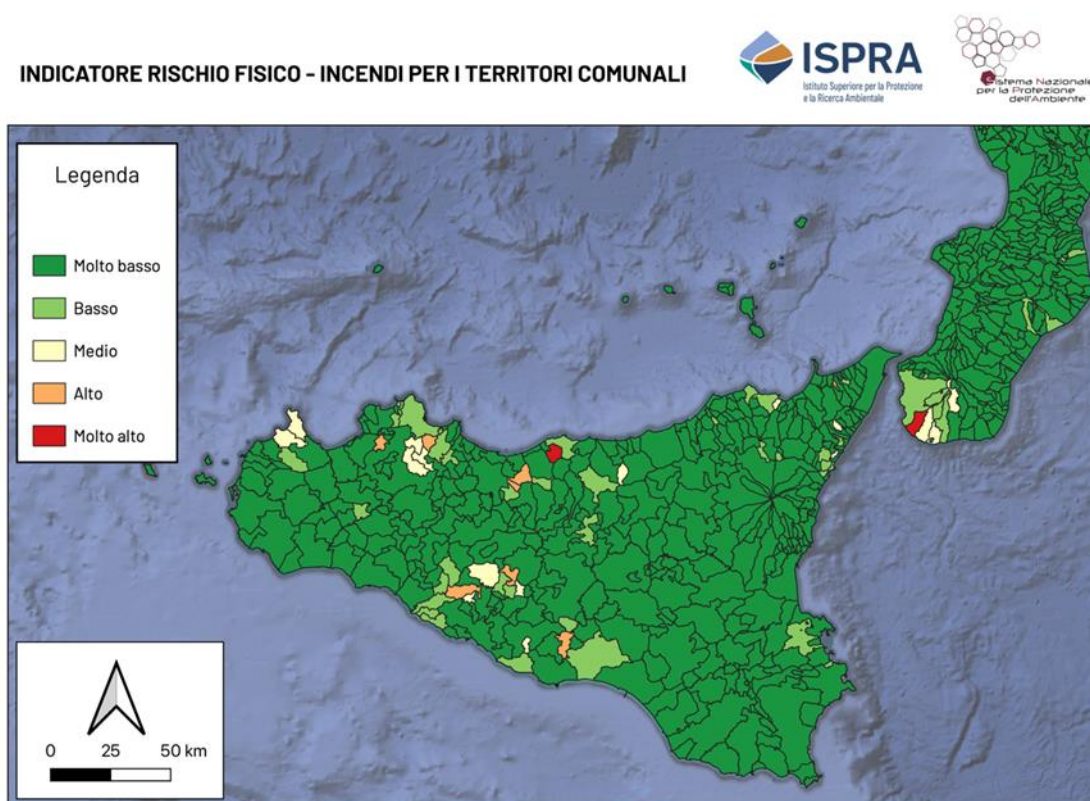 INDICATORE RISCHIO FISICO - INCENDI PER I TERRITORI COMUNALI
ISPRA
Istituto Superiore per la Protezione
e la Ricerca Ambientale
Sistema Nazionale
per la Protezione
dell'Ambiente
Legenda
Molto basso
Basso
Medio
Alto
Molto alto
0 25 50 km